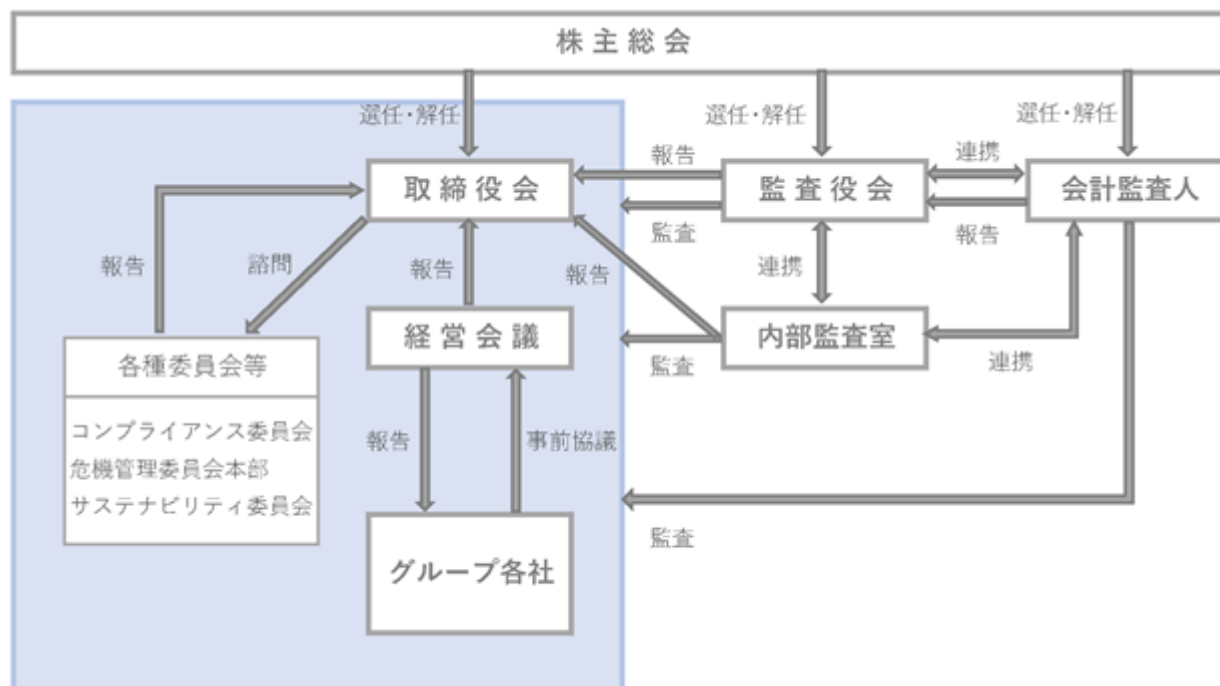 株主総会
選任・解任
選任・解任
選任・解任
取締役会
報告
監査
監査役会
連携
報告
会計監査人
報告
諮問
報告
報告
連携
各種委員会等
コンプライアンス委員会
危機管理委員会本部
サステナビリティ委員会
経営会議
監査
内部監査室
連携
報告
事前協議
監査
グループ各社